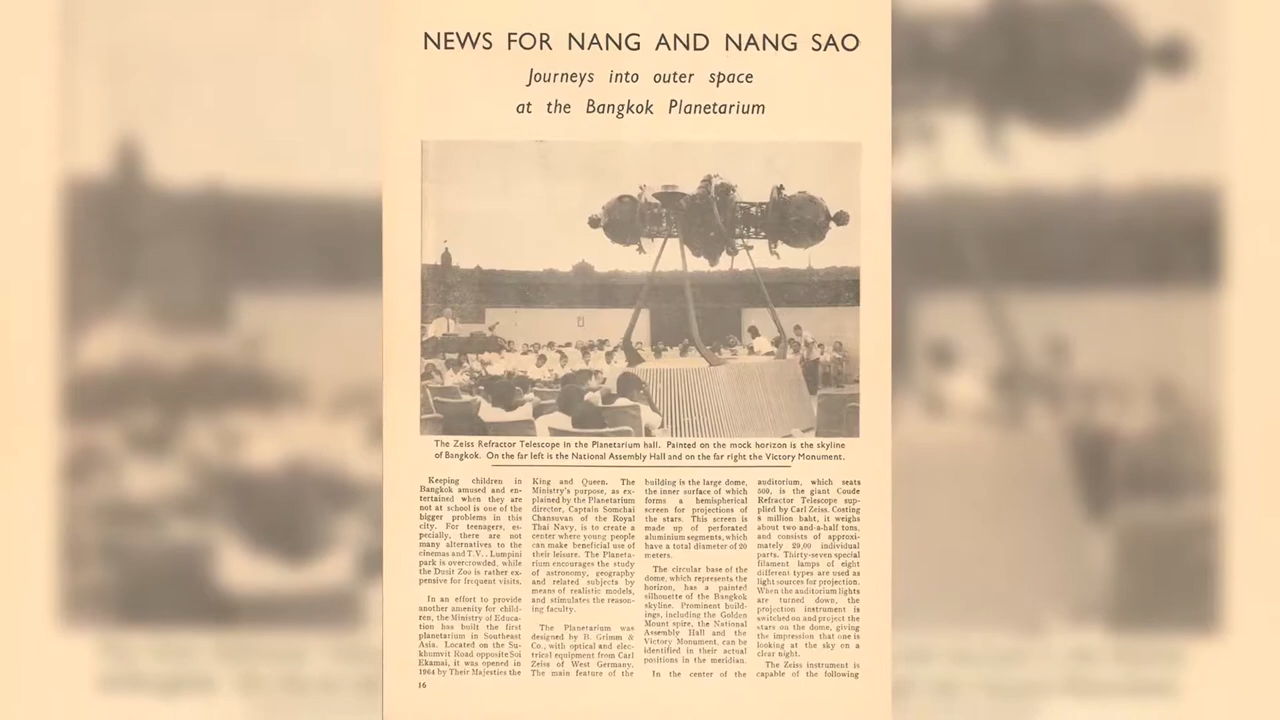 NEWS FOR NANG AND NANG SAO
Journeys into outer space
at the Bangkok Planetarium
The Zeiss Refractor Telescope in the Planetarium hall. Painted on the mock horizon is the skyline
of Bangkok. On the far left is the National Assembly Hall and on the far right the Victory Monument.
Keeping children in
Bangkok amused and en-
tertained when they are
not at school is one of the
bigger problems in this
city. For teenagers, es-
pecially, there are not
many alternatives to the
cinemas and T.V.. Lumpini
park is overcrowded, while
the Dusit Zoo is rather ex-
pensive for frequent visits.
In an effort to provide
another amenity for child-
ren, the Ministry of Educa-
tion has built the first
planetarium in Southeast
Asia. Located on the Su-
khumvit Road opposite Soi
Ekamai, it was opened in
1964 by Their Majesties the
King and Queen. The
Ministry's purpose, as ex-
plained by the Planetarium
director, Captain Somchai
Chansuvan of the Royal
Thai Navy, is to create a
center where young people
can make beneficial use of
their leisure. The Planeta-
rium encourages the study
of astronomy, geography
and related subjects by
means of realistic models,
and stimulates the reason-
ing faculty.
The Planetarium was
designed by B. Grimm &
Co., with optical and elec-
trical equipment from Carl
Zeiss of West Germany.
The main feature of the
building is the large dome,
the inner surface of which
forms a hemispherical
screen for projections of
the stars. This screen is
made up of perforated
aluminium segments, which
have a total diameter of 20
meters.
The circular base of the
dome, which represents the
horizon, has a painted
silhouette of the Bangkok
skyline. Prominent build-
ings, including the Golden
Mount spire, the National
Assembly Hall and the
Victory Monument, can be
identified in their actual
positions in the meridian.
In the center of the
auditorium, which seats
500, is the giant Coude
Refractor Telescope sup-
plied by Carl Zeiss. Costing
8 million baht, it weighs
about two and-a-half tons,
and consists of approxi-
mately 29,00 individual
parts. Thirty-seven special
filament lamps of eight
different types are used as
light sources for projection.
When the auditorium lights
are turned down, the
projection instrument is
switched on and project the
stars on the dome, giving
the impression that one is
looking at the sky on a
clear night.
The Zeiss instrument is
capable of the following
16